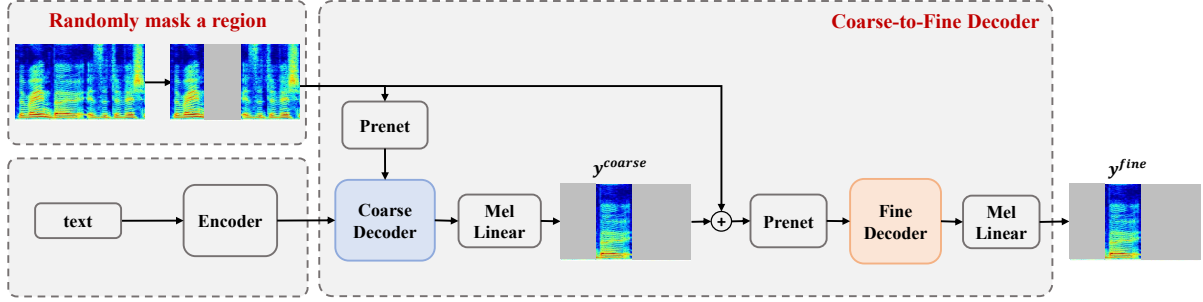 Randomly mask a region
Coarse-to-Fine Decoder
Prenet
text
Encoder
Coarse
Decoder
Mel
Linear
y^coarse
+
Prenet
Fine
Decoder
Mel
Linear
y^fine